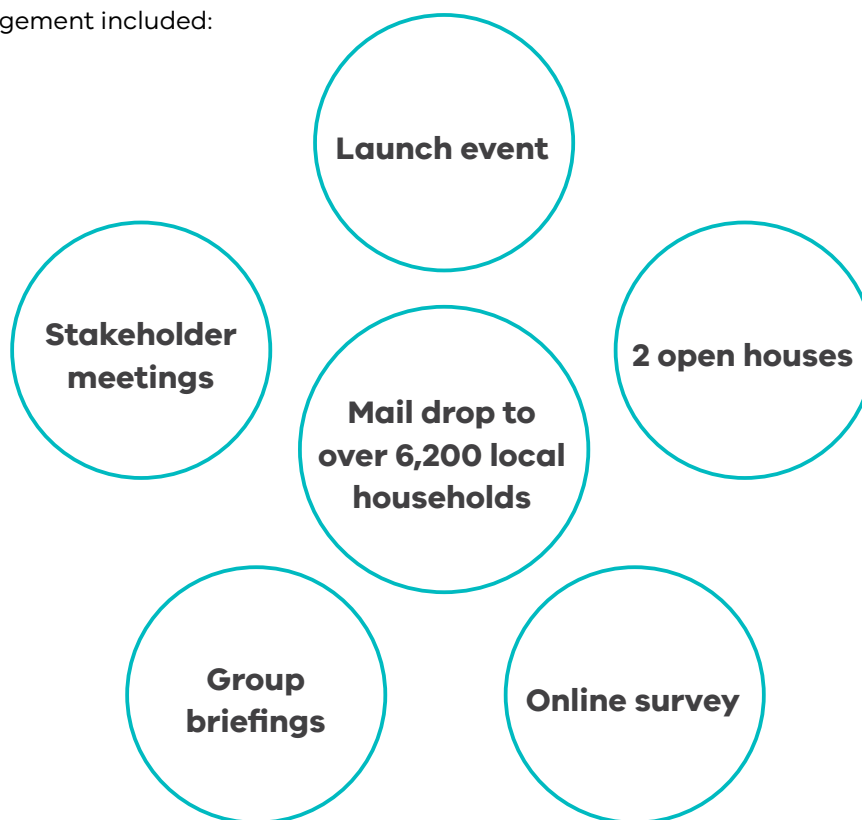 gement included:
Launch event
Stakeholder
meetings
2 open houses
Mail drop to
over 6,200 local
households
Group
briefings
Online survey